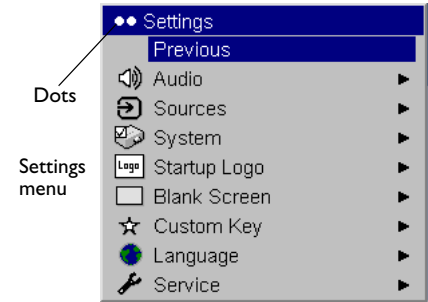 ●● Settings
Previous
Audio
Sources
System
Logo Startup Logo
Blank Screen
Custom Key
Language
Service
Dots
Settings
menu